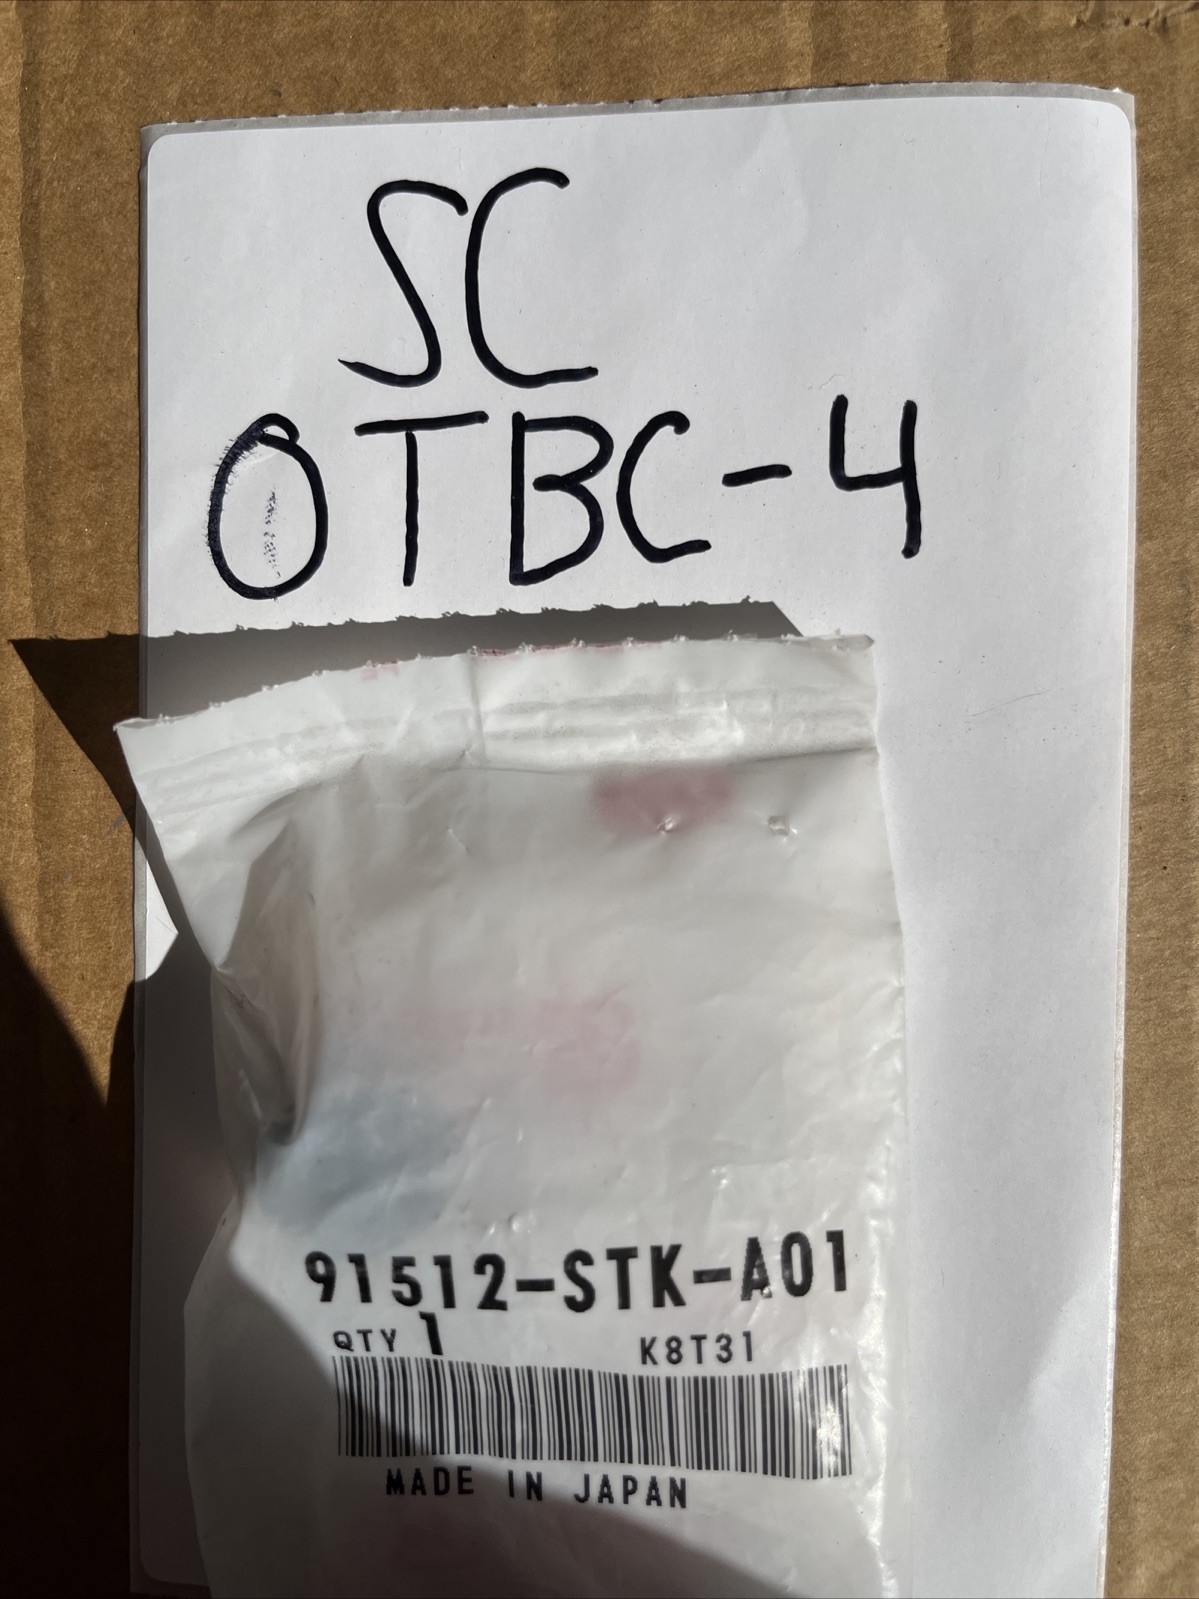 SC
OTBC-4
91512-STK-A01
QTY 1 K8T31
MADE IN JAPAN